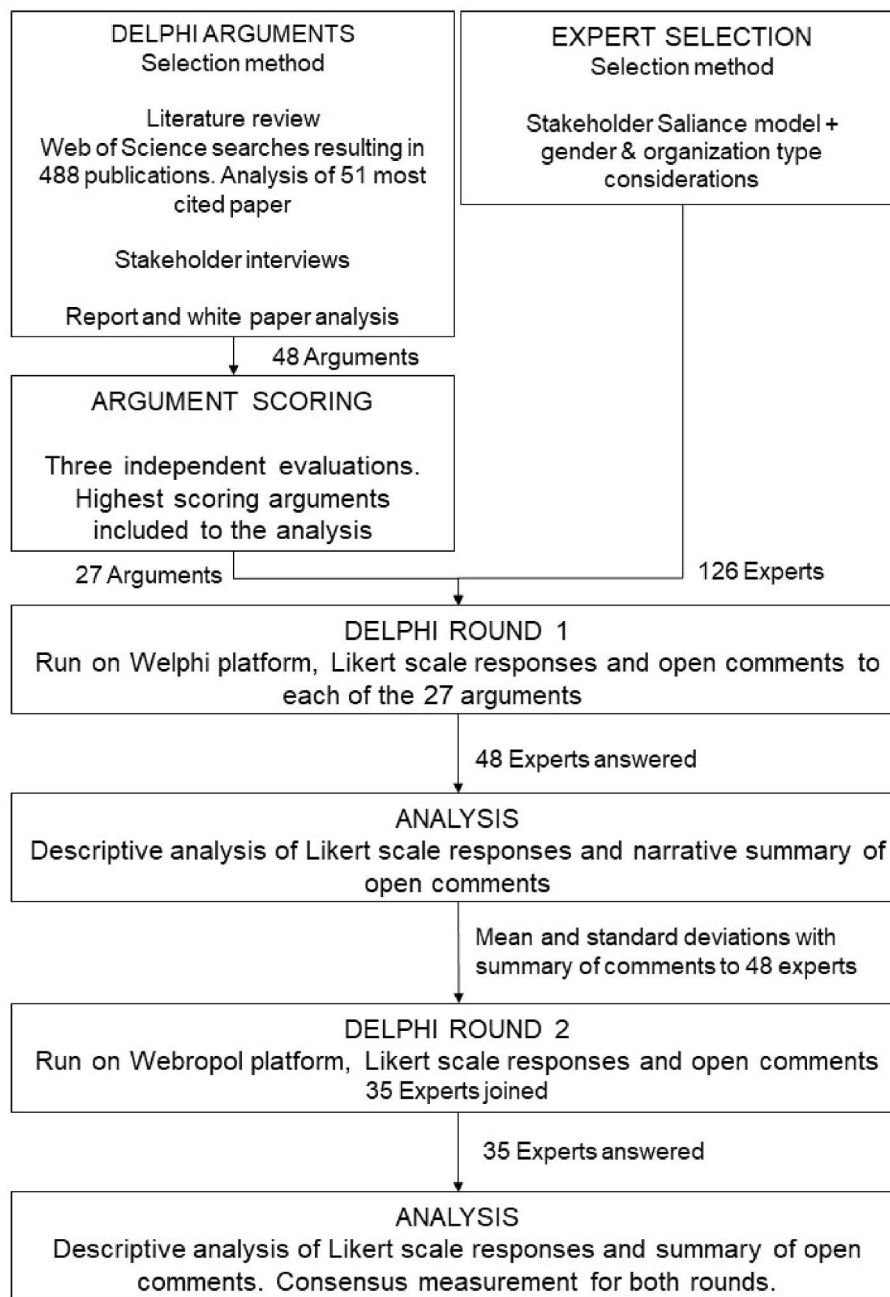 DELPHI ARGUMENTS
Selection method
Literature review
Web of Science searches resulting in
488 publications. Analysis of 51 most
cited paper
Stakeholder interviews
Report and white paper analysis
EXPERT SELECTION
Selection method
Stakeholder Saliance model +
gender & organization type
considerations
48 Arguments
ARGUMENT SCORING
Three independent evaluations.
Highest scoring arguments
included to the analysis
27 Arguments
126 Experts
DELPHI ROUND 1
Run on Welphi platform, Likert scale responses and open comments to
each of the 27 arguments
48 Experts answered
ANALYSIS
Descriptive analysis of Likert scale responses and narrative summary of
open comments
Mean and standard deviations with
summary of comments to 48 experts
DELPHI ROUND 2
Run on Webropol platform, Likert scale responses and open comments
35 Experts joined
35 Experts answered
ANALYSIS
Descriptive analysis of Likert scale responses and summary of open
comments. Consensus measurement for both rounds.